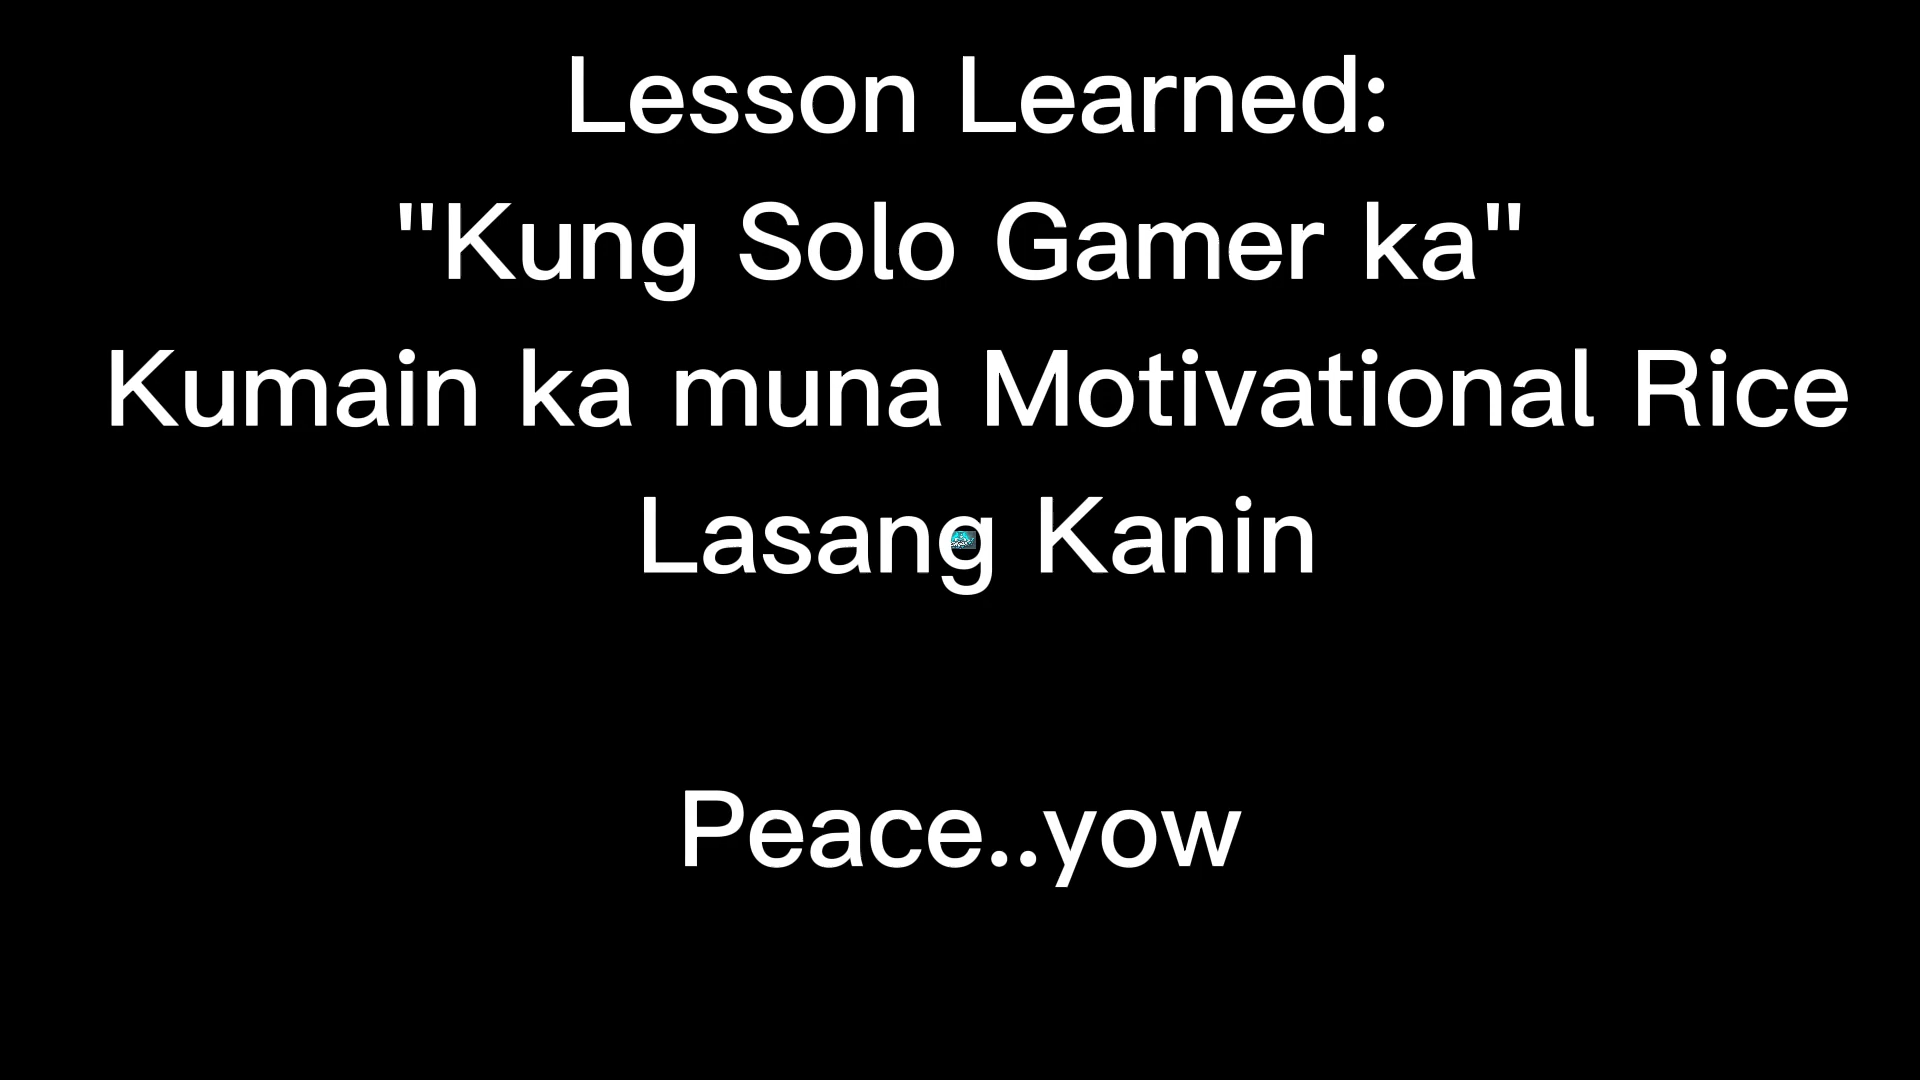 Lesson Learned:
"Kung Solo Gamer ka"
Kumain ka muna Motivational Rice
Lasang Kanin
Peace..yow